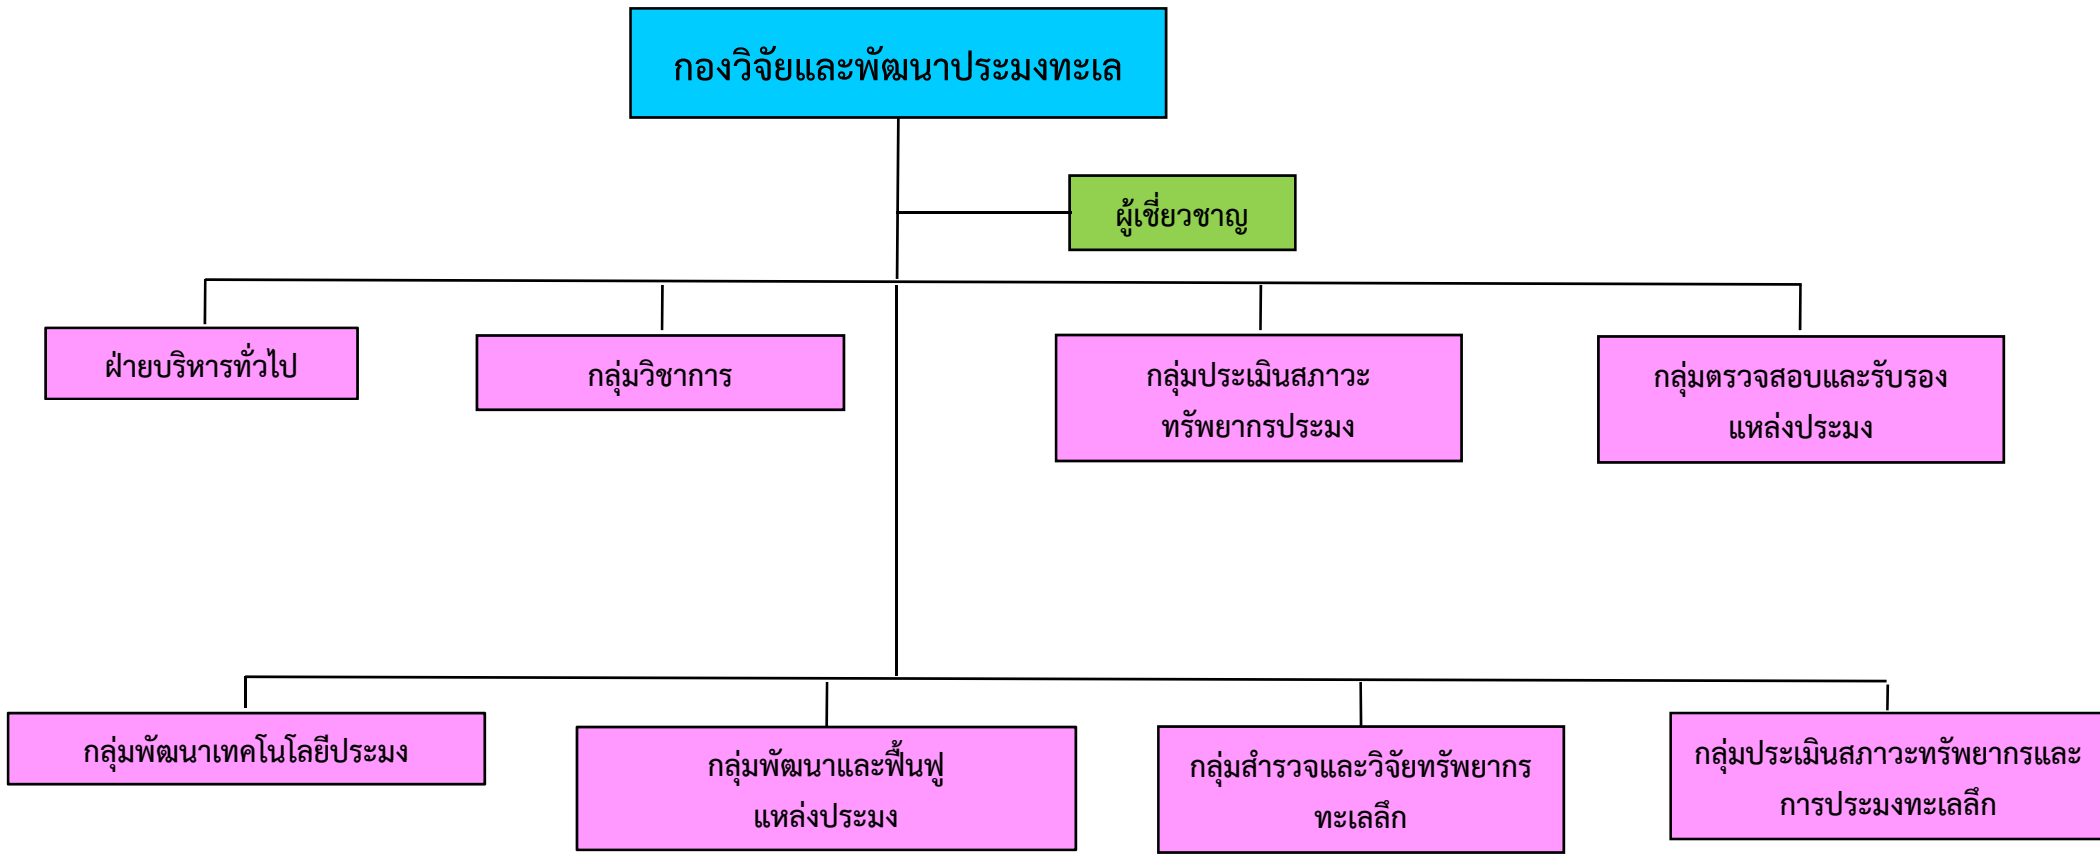 กองวิจัยและพัฒนาประมงทะเล
ผู้เชี่ยวชาญ
ฝ่ายบริหารทั่วไป
กลุ่มวิชาการ
กลุ่มประเมินสภาวะ
ทรัพยากรประมง
กลุ่มตรวจสอบและรับรอง
แหล่งประมง
กลุ่มพัฒนาเทคโนโลยีประมง
กลุ่มพัฒนาและฟื้นฟู
แหล่งประมง
กลุ่มสำรวจและวิจัยทรัพยากร
ทะเลลึก
กลุ่มประเมินสภาวะทรัพยากรและ
การประมงทะเลลึก